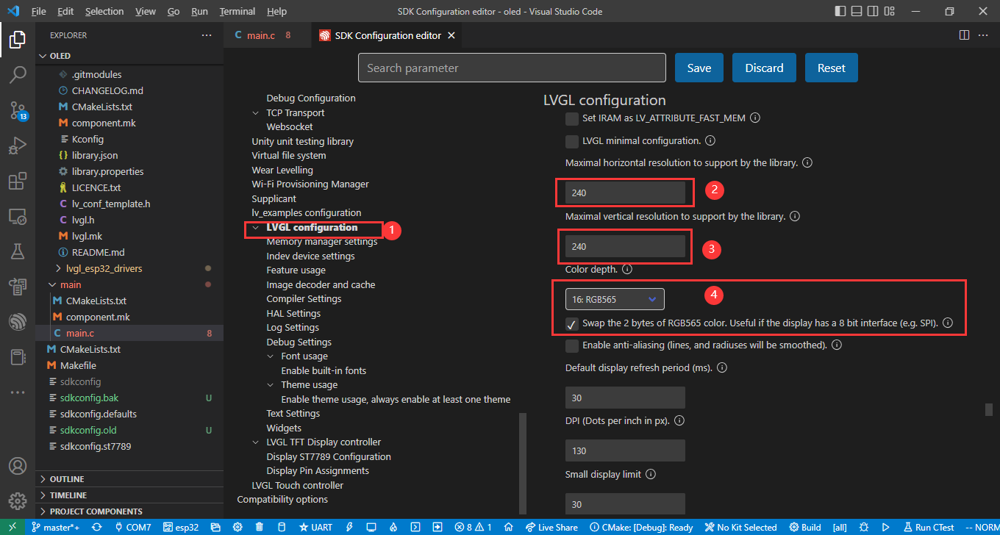 File Edit Selection View Go Run Terminal Help SDK Configuration editor - oled - Visual Studio Code
EXPLORER
OLED
.gitmodules
CHANGELOG.md
CMakeLists.txt
component.mk
Kconfig
library.json
library.properties
LICENCE.txt
lv_conf_template.h
lvgl.h
lvgl.mk
README.md
lvgl_esp32_drivers
main
CMakeLists.txt
component.mk
main.c 8
CMakeLists.txt
Makefile
sdkconfig
sdkconfig.bak U
sdkconfig.defaults
sdkconfig.old U
sdkconfig.st7789
OUTLINE
TIMELINE
PROJECT COMPONENTS
13
main.c 8 SDK Configuration editor
Search parameter Save Discard Reset
Debug Configuration
TCP Transport
Websocket
Unity unit testing library
Virtual file system
Wear Levelling
Wi-Fi Provisioning Manager
Supplicant
lv_examples configuration
LVGL configuration 1
Memory manager settings
Indev device settings
Feature usage
Image decoder and cache
Compiler Settings
HAL Settings
Log Settings
Debug Settings
Font usage
Enable built-in fonts
Theme usage
Enable theme usage, always enable at least one theme
Text Settings
Widgets
LVGL TFT Display controller
Display ST7789 Configuration
Display Pin Assignments
LVGL Touch controller
Compatibility options
LVGL configuration
Set IRAM as LV_ATTRIBUTE_FAST_MEM
LVGL minimal configuration.
Maximal horizontal resolution to support by the library.
240 2
Maximal vertical resolution to support by the library.
240 3
Color depth.
16: RGB565 4
Swap the 2 bytes of RGB565 color. Useful if the display has a 8 bit interface (e.g. SPI).
Enable anti-aliasing (lines, and radiuses will be smoothed).
Default display refresh period (ms).
30
DPI (Dots per inch in px).
130
Small display limit
30
master*+ COM7 esp32 UART 8 1 Live Share CMake: [Debug]: Ready No Kit Selected Build [all] Run CTest -- NORM